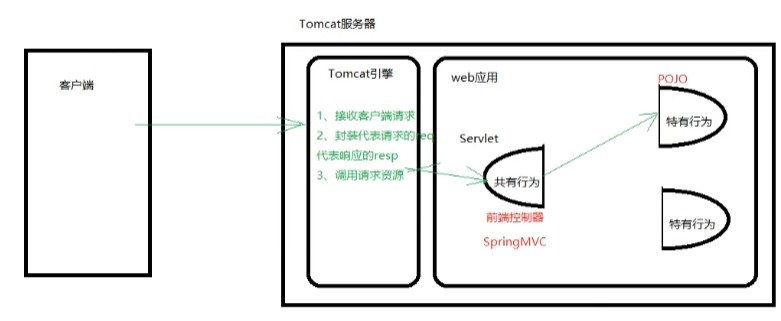 Tomcat服务器
客户端
Tomcat引擎
1、接收客户端请求
2、封装代表请求的req
代表响应的resp
3、调用请求资源
web应用
Servlet
共有行为
前端控制器
SpringMVC
POJO
特有行为
特有行为